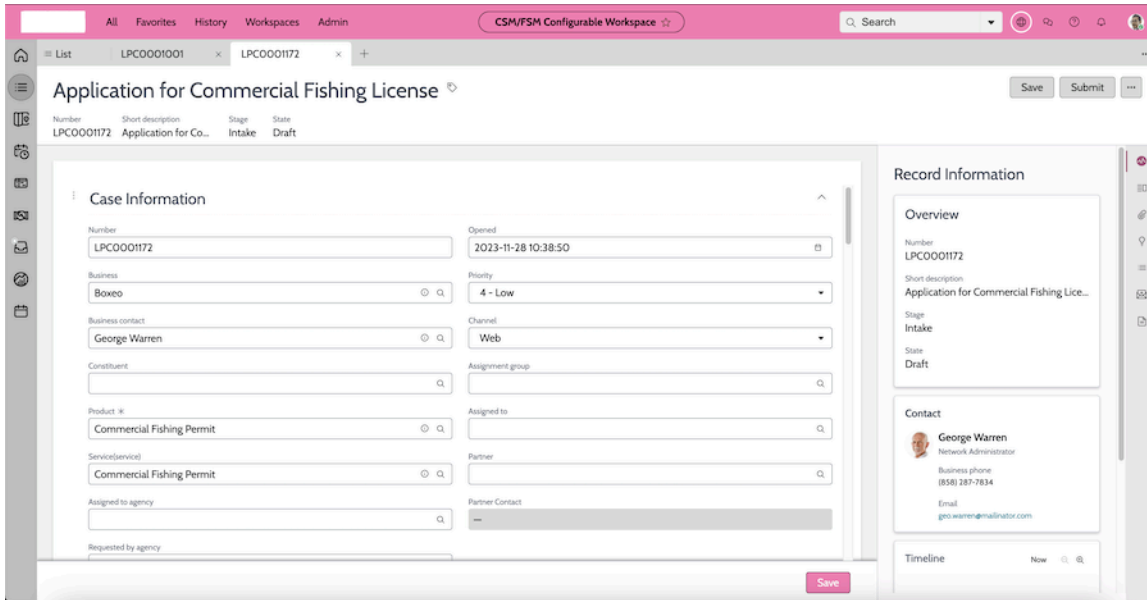 All Favorites History Workspaces Admin CSM/FSM Configurable Workspace Search
List LPC0001001 LPC0001172
Application for Commercial Fishing License Save Submit
Number Short description Stage State
LPC0001172 Application for Co... Intake Draft
Case Information
Number
LPC0001172
Business
Boxeo
Business contact
George Warren
Constituent
Product
Commercial Fishing Permit
Service(service)
Commercial Fishing Permit
Assigned to agency
Requested by agency
Opened
2023-11-28 10:38:50
Priority
4 - Low
Channel
Web
Assignment group
Assigned to
Partner
Partner Contact
—
Save
Record Information
Overview
Number
LPC0001172
Short description
Application for Commercial Fishing Lice...
Stage
Intake
State
Draft
Contact
George Warren
Network Administrator
Business phone
(858) 287-7834
Email
geo.warren@mailinator.com
Timeline Now